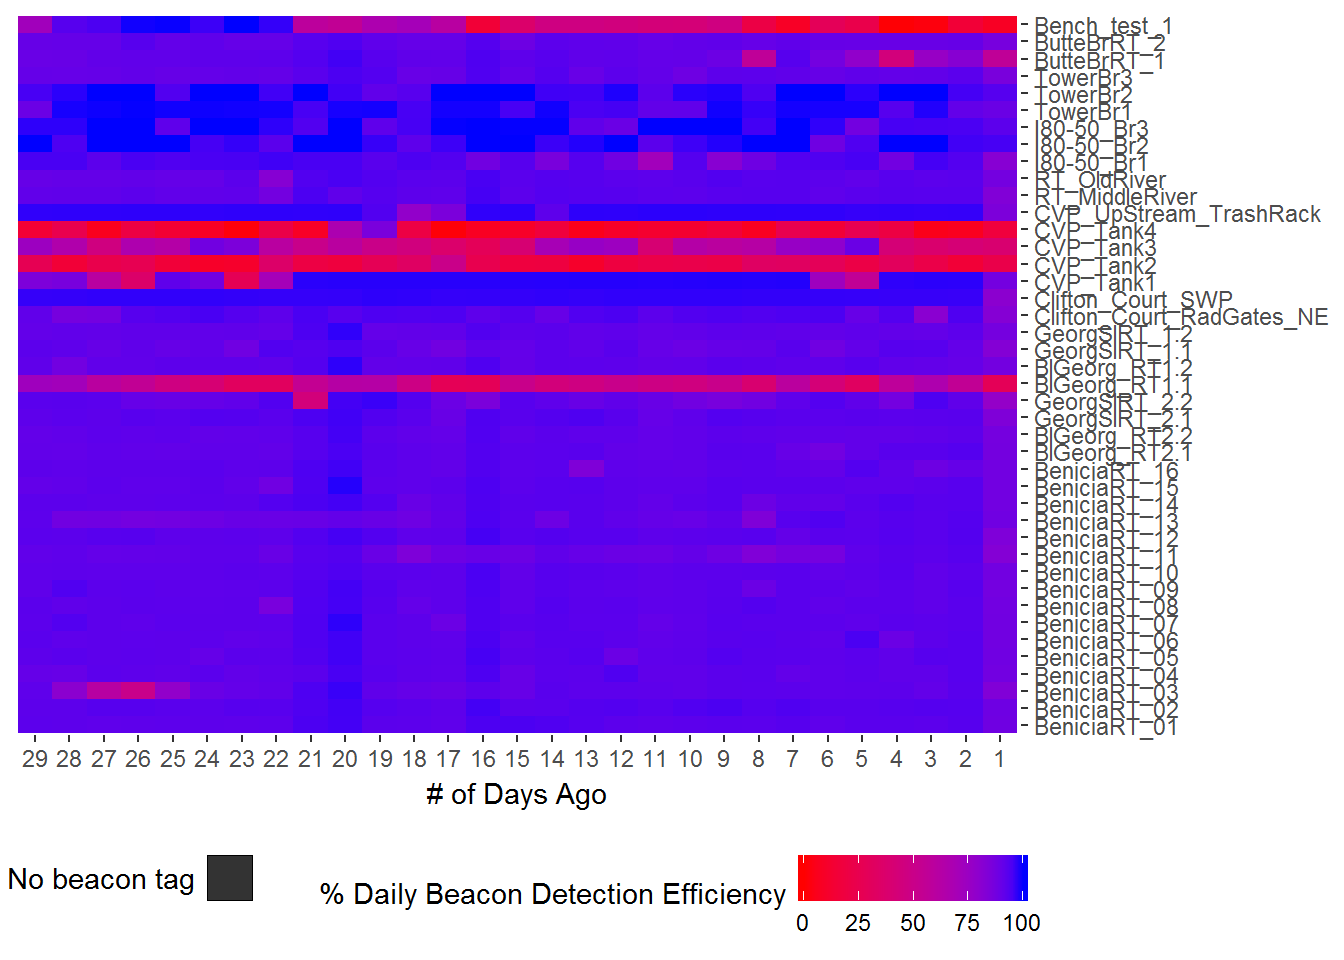 Bench_test_1
ButteBrRT_2
ButteBrRT_1
TowerBr3
TowerBr2
TowerBr1
I80-50_Br3
I80-50_Br2
I80-50_Br1
RT_OldRiver
RT_MiddleRiver
CVP_UpStream_TrashRack
CVP_Tank4
CVP_Tank3
CVP_Tank2
CVP_Tank1
Clifton_Court_SWP
Clifton_Court_RadGates_NE
GeorgSlRT_1.2
GeorgSlRT_1.1
BlGeorg_RT1.2
BlGeorg_RT1.1
GeorgSlRT_2.2
GeorgSlRT_2.1
BlGeorg_RT2.2
BlGeorg_RT2.1
BeniciaRT_16
BeniciaRT_15
BeniciaRT_14
BeniciaRT_13
BeniciaRT_12
BeniciaRT_11
BeniciaRT_10
BeniciaRT_09
BeniciaRT_08
BeniciaRT_07
BeniciaRT_06
BeniciaRT_05
BeniciaRT_04
BeniciaRT_03
BeniciaRT_02
BeniciaRT_01
29 28 27 26 25 24 23 22 21 20 19 18 17 16 15 14 13 12 11 10 9 8 7 6 5 4 3 2 1
# of Days Ago
No beacon tag
% Daily Beacon Detection Efficiency
0 25 50 75 100